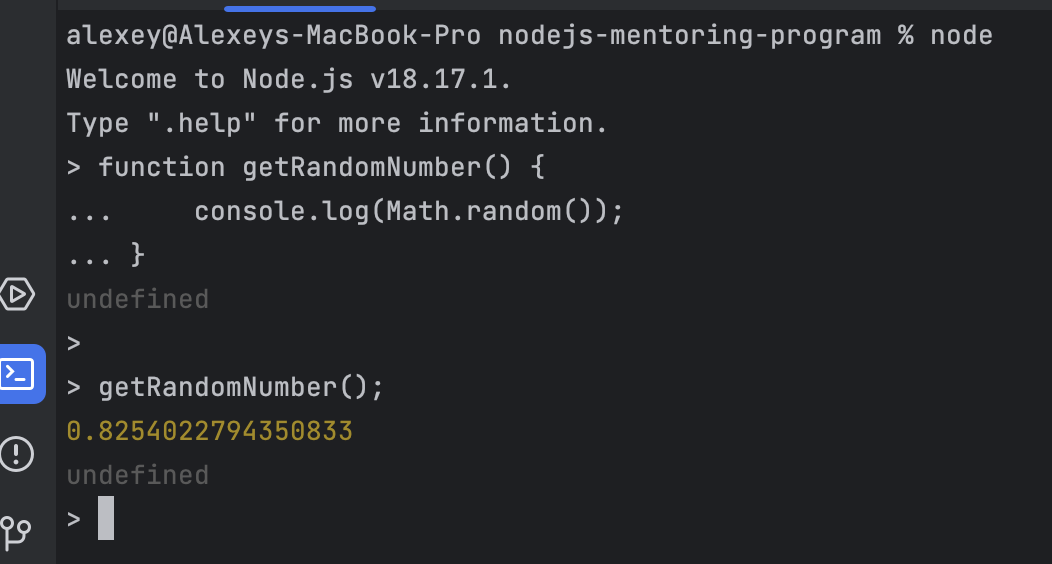 alexey@Alexeys-MacBook-Pro nodejs-mentoring-program % node
Welcome to Node.js v18.17.1.
Type ".help" for more information.
> function getRandomNumber() {
...     console.log(Math.random());
... }
undefined
>
> getRandomNumber();
0.8254022794350833
undefined
>